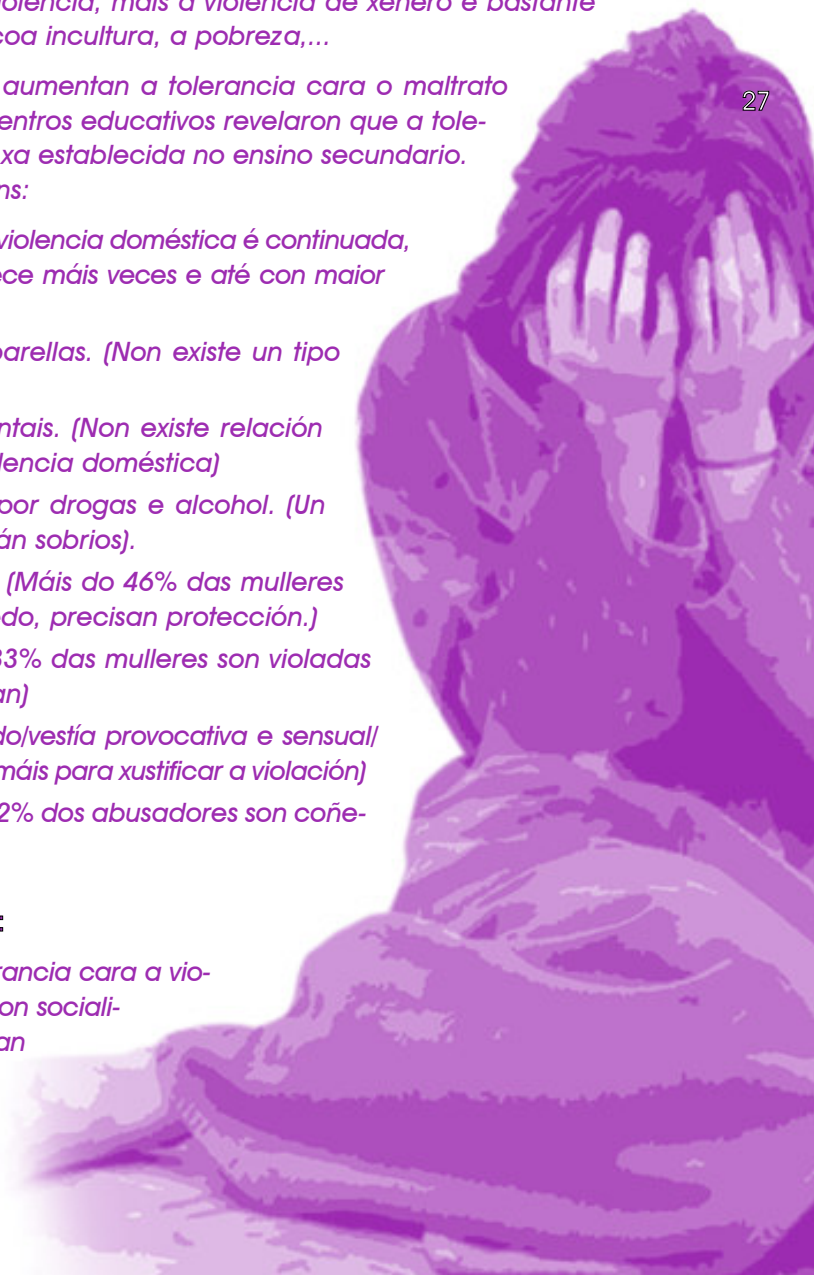 olencia, mais a violencia de xénero é bastante
coa incultura, a pobreza,...
aumentan a tolerancia cara o maltrato
27
entros educativos revelaron que a tole-
xa establecida no ensino secundario.
ns:
violencia doméstica é continuada,
ece máis veces e até con maior
parellas. (Non existe un tipo
ntais. (Non existe relación
lencia doméstica)
por drogas e alcohol. (Un
án sobrios).
(Máis do 46% das mulleres
do, precisan protección.)
33% das mulleres son violadas
an)
do/vestía provocativa e sensual/
máis para xustificar a violación)
2% dos abusadores son coñe-
:
rancia cara a vio-
on sociali-
an